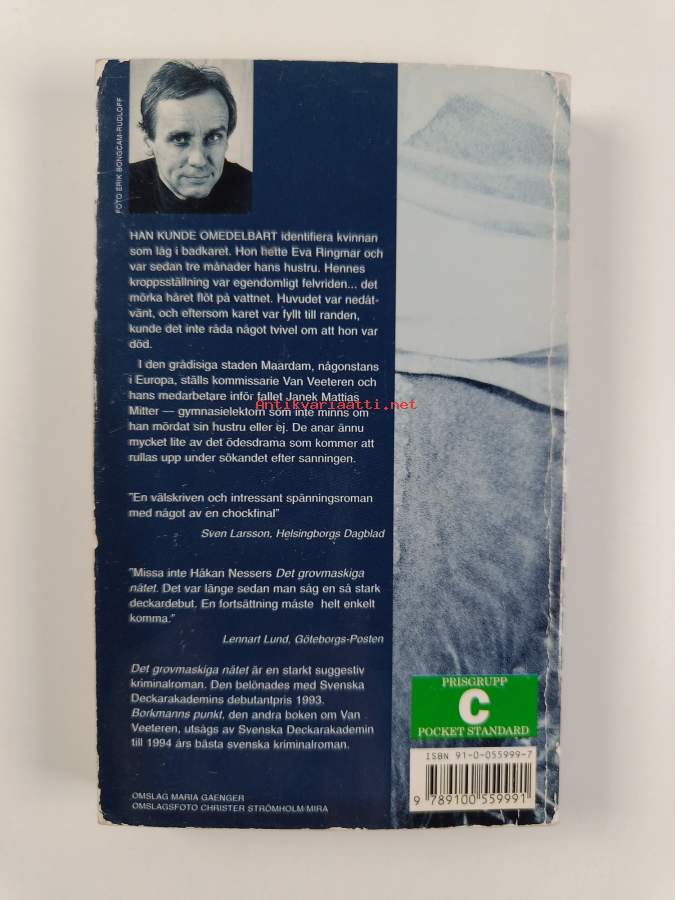 FOTO ERIK BONGCAM-RUDLOFF
HAN KUNDE OMEDELBART identifiera kvinnan
som låg i badkaret. Hon hette Eva Ringmar och
var sedan tre månader hans hustru. Hennes
kroppsställning var egendomligt felvriden... det
mörka håret flöt på vattnet. Huvudet var nedåt-
vänt, och eftersom karet var fyllt till randen,
kunde det inte råda något tvivel om att hon var
död.
I den grådisiga staden Maardam, någonstans
i Europa, ställs kommissarie Van Veeteren och
hans medarbetare inför fallet Janek Mattias
Mitter — gymnasielektorn som inte minns om
han mördat sin hustru eller ej. De anar ännu
mycket lite av det ödesdrama som kommer att
rullas upp under sökandet efter sanningen.
Antikvariaatti.net
"En välskriven och intressant spänningsroman
med något av en chockfinal"
Sven Larsson, Helsingborgs Dagblad
"Missa inte Håkan Nessers Det grovmaskiga
nätet. Det var länge sedan man såg en så stark
deckardebut. En fortsättning måste helt enkelt
komma."
Lennart Lund, Göteborgs-Posten
Det grovmaskiga nätet är en starkt suggestiv
kriminalroman. Den belönades med Svenska
Deckarakademins debutantpris 1993.
Borkmanns punkt, den andra boken om Van
Veeteren, utsågs av Svenska Deckarakademin
till 1994 års bästa svenska kriminalroman.
OMSLAG MARIA GAENGER
OMSLAGSFOTO CHRISTER STRÖMHOLM/MIRA
PRISGRUPP
C
POCKET STANDARD
ISBN 91-0-055999-7
9 789100 559991